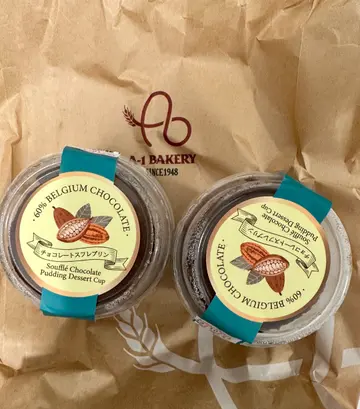 A-1 BAKERY
SINCE1948
· 60% BELGIUM CHOCOLATE ·
チョコレートスフレプリン
Soufflé Chocolate
Pudding Dessert Cup
· 60% BELGIUM CHOCOLATE ·
チョコレートスフレプリン
Soufflé Chocolate
Pudding Dessert Cup